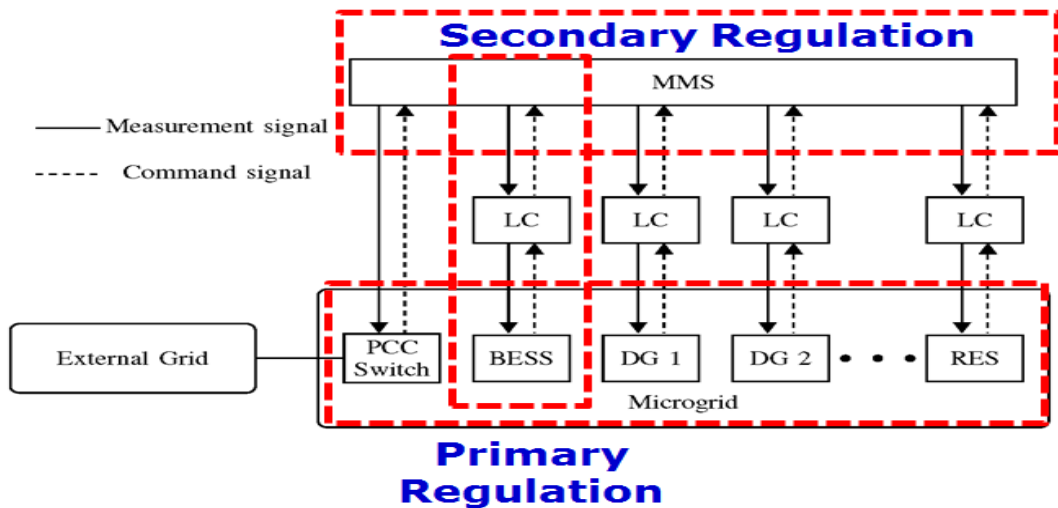 Secondary Regulation
MMS
Measurement signal
Command signal
LC
LC
LC
LC
External Grid
PCC
Switch
BESS
DG 1
DG 2
RES
Microgrid
Primary
Regulation